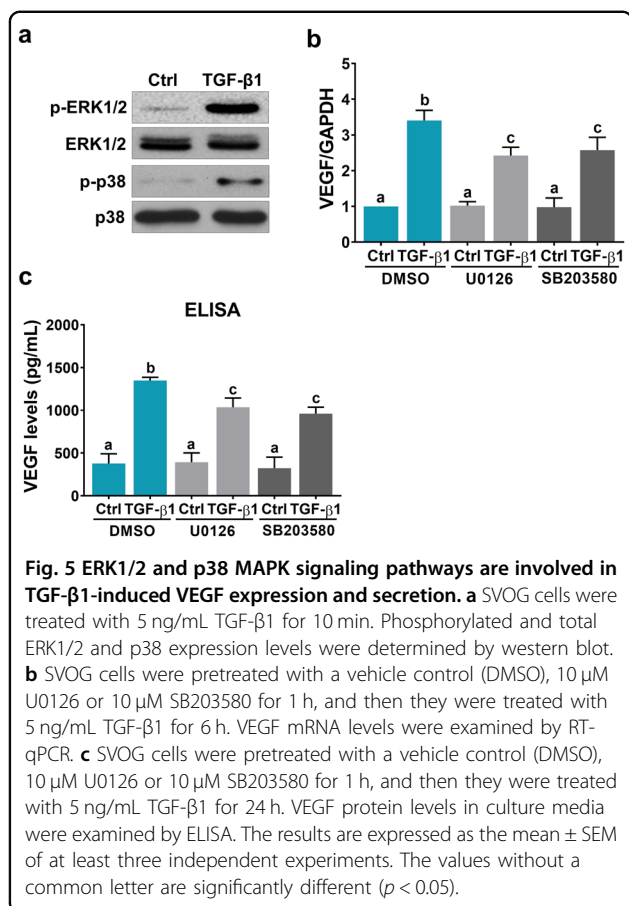 a
Ctrl TGF-β1
p-ERK1/2
ERK1/2
p-p38
p38
b
VEGF/GAPDH
5
4
3
2
1
0
a b a c a c
Ctrl TGF-β1 Ctrl TGF-β1 Ctrl TGF-β1
DMSO U0126 SB203580
c
ELISA
VEGF levels (pg/mL)
2000
1500
1000
500
0
a b a c a c
Ctrl TGF-β1 Ctrl TGF-β1 Ctrl TGF-β1
DMSO U0126 SB203580
Fig. 5 ERK1/2 and p38 MAPK signaling pathways are involved in
TGF-β1-induced VEGF expression and secretion. a SVOG cells were
treated with 5 ng/mL TGF-β1 for 10 min. Phosphorylated and total
ERK1/2 and p38 expression levels were determined by western blot.
b SVOG cells were pretreated with a vehicle control (DMSO), 10 μM
U0126 or 10 μM SB203580 for 1 h, and then they were treated with
5 ng/mL TGF-β1 for 6 h. VEGF mRNA levels were examined by RT-
qPCR. c SVOG cells were pretreated with a vehicle control (DMSO),
10 μM U0126 or 10 μM SB203580 for 1 h, and then they were treated
with 5 ng/mL TGF-β1 for 24 h. VEGF protein levels in culture media
were examined by ELISA. The results are expressed as the mean ± SEM
of at least three independent experiments. The values without a
common letter are significantly different (p < 0.05).